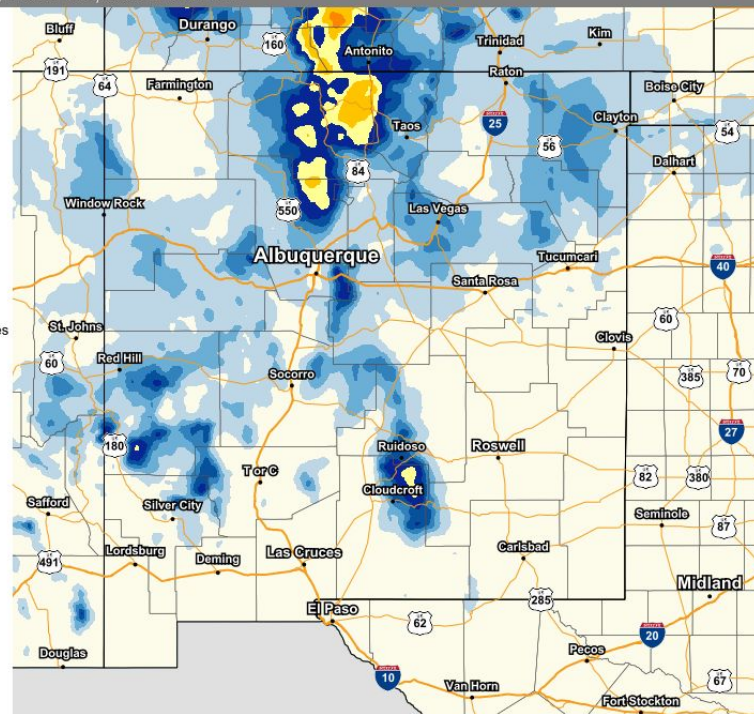 Bluff
Durango
160
Antonito
Trinidad
Kim
191
64
Farmington
Raton
Boise City
25
Clayton
54
Taos
56
Dalhart
84
Window Rock
550
Las Vegas
Albuquerque
Tucumcari
40
Santa Rosa
es
St. Johns
60
60
Clovis
Red Hill
Socorro
385
70
27
180
Ruidoso
Roswell
T or C
82
380
Cloudcroft
Safford
Silver City
Seminole
87
491
Lordsburg
Deming
Las Cruces
Carlsbad
Midland
285
El Paso
62
20
Douglas
Pecos
10
67
Van Horn
Fort Stockton